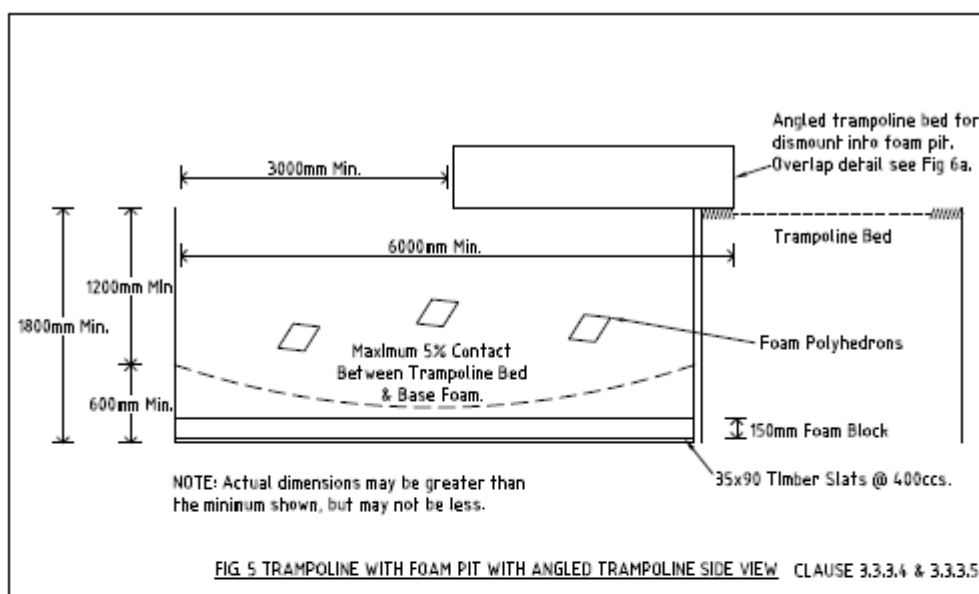 Angled trampoline bed for
dismount into foam pit.
Overlap detail see Fig 6a.
3000mm Min.
Trampoline Bed
6000mm Min.
1200mm MIn
1800mm Min.
Foam Polyhedrons
MaxImum 5% Contact
Between Trampoline Bed
& Base Foam.
600mm Min.
150mm Foam Block
35x90 TImber Slats @ 400ccs.
NOTE: Actual dimensions may be greater than
the minimum shown, but may not be less.
FIG 5 TRAMPOLINE WITH FOAM PIT WITH ANGLED TRAMPOLINE SIDE VIEW CLAUSE 3.3.3.4 & 3.3.3.5